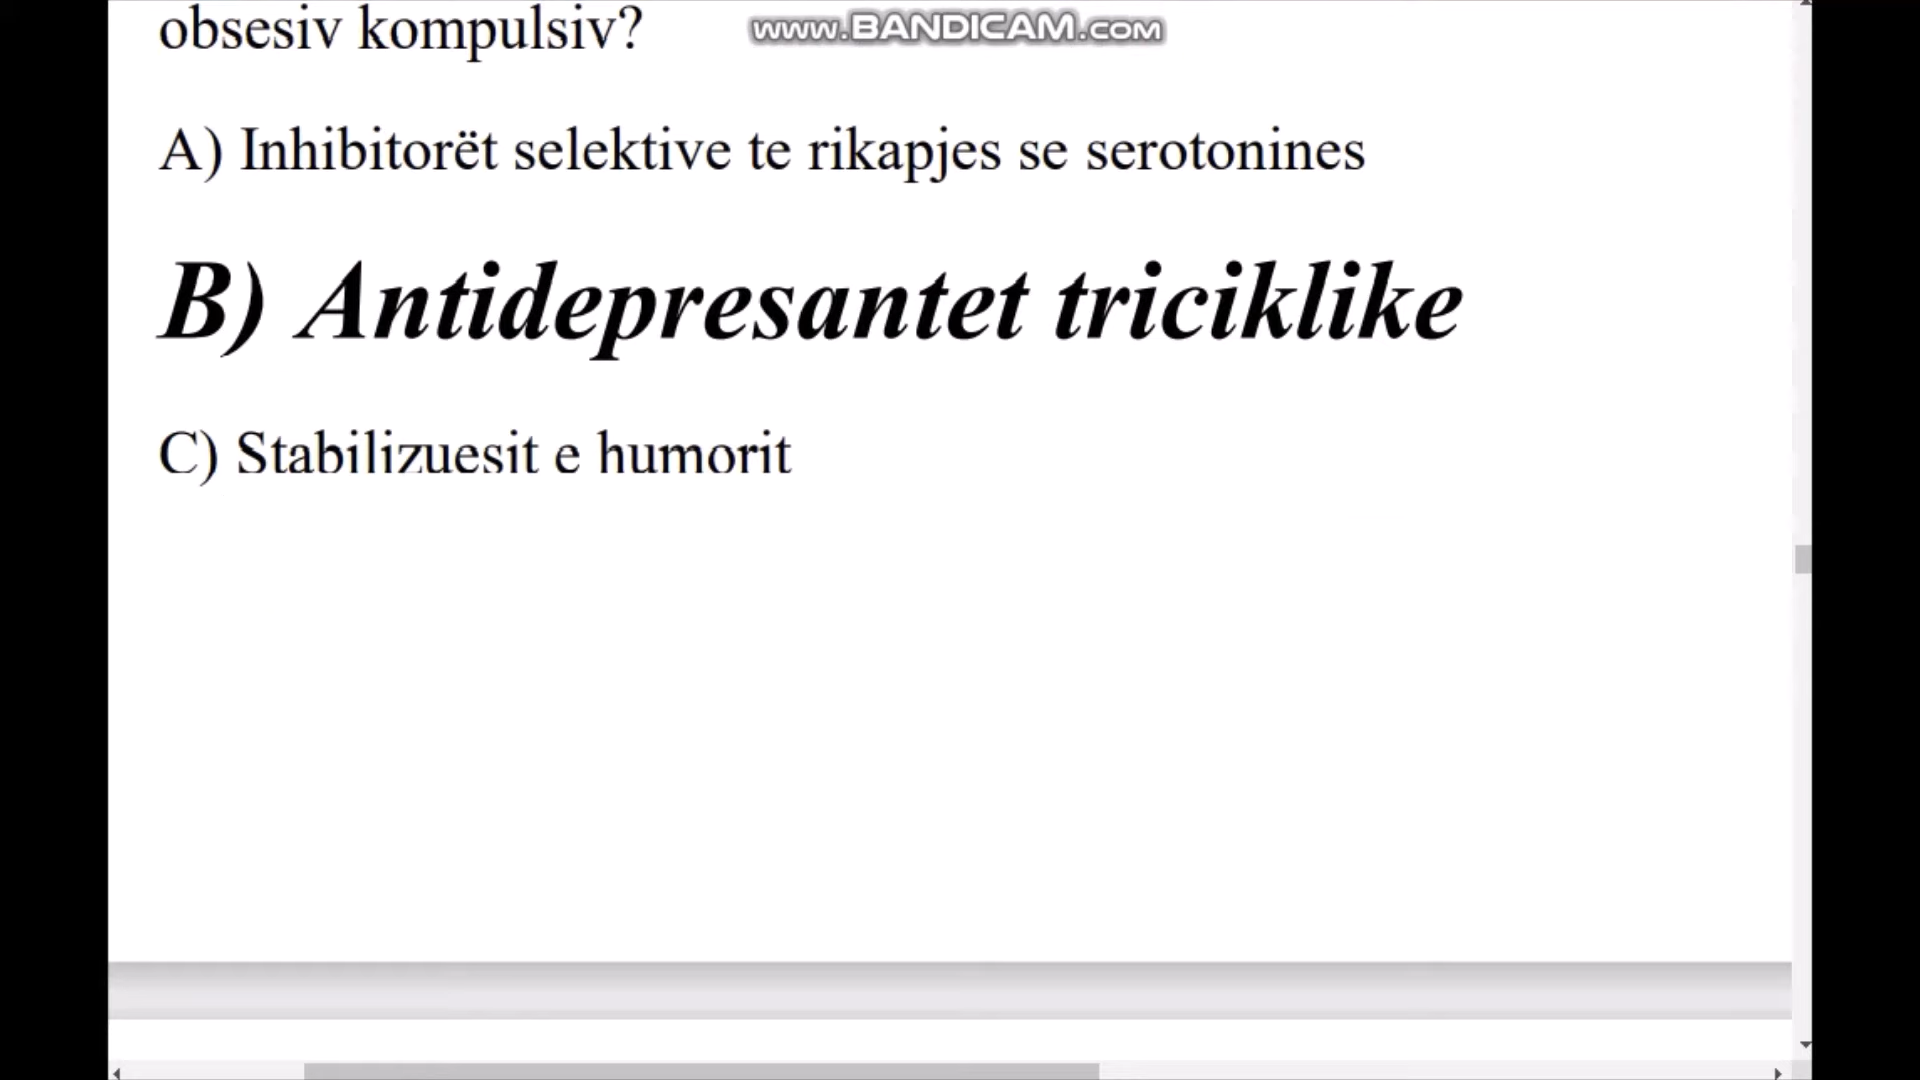 obsesiv kompulsiv?
www.BANDICAM.com
A) Inhibitorët selektive te rikapjes se serotonines
B) Antidepresantet triciklike
C) Stabilizuesit e humorit